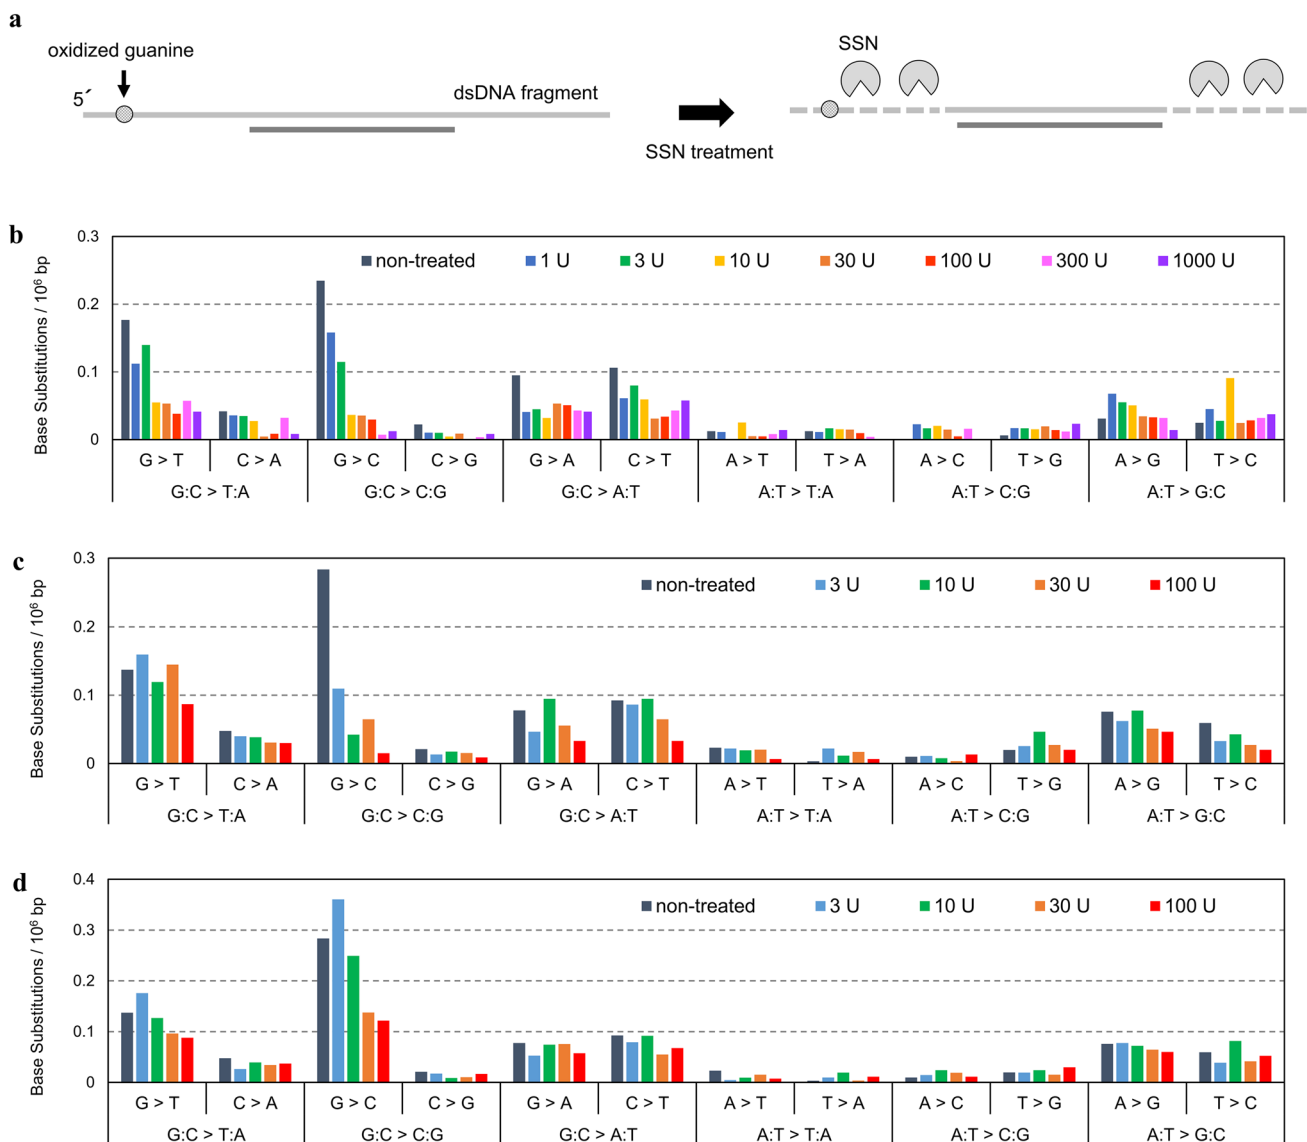 a
oxidized guanine
5´
dsDNA fragment
SSN treatment
SSN
b
Base Substitutions / 10⁶ bp
0.3
0.2
0.1
0
non-treated 1 U 3 U 10 U 30 U 100 U 300 U 1000 U
G > T C > A G > C C > G G > A C > T A > T T > A A > C T > G A > G T > C
G:C > T:A G:C > C:G G:C > A:T A:T > T:A A:T > C:G A:T > G:C
c
Base Substitutions / 10⁶ bp
0.3
0.2
0.1
0
non-treated 3 U 10 U 30 U 100 U
G > T C > A G > C C > G G > A C > T A > T T > A A > C T > G A > G T > C
G:C > T:A G:C > C:G G:C > A:T A:T > T:A A:T > C:G A:T > G:C
d
Base Substitutions / 10⁶ bp
0.4
0.3
0.2
0.1
0
non-treated 3 U 10 U 30 U 100 U
G > T C > A G > C C > G G > A C > T A > T T > A A > C T > G A > G T > C
G:C > T:A G:C > C:G G:C > A:T A:T > T:A A:T > C:G A:T > G:C